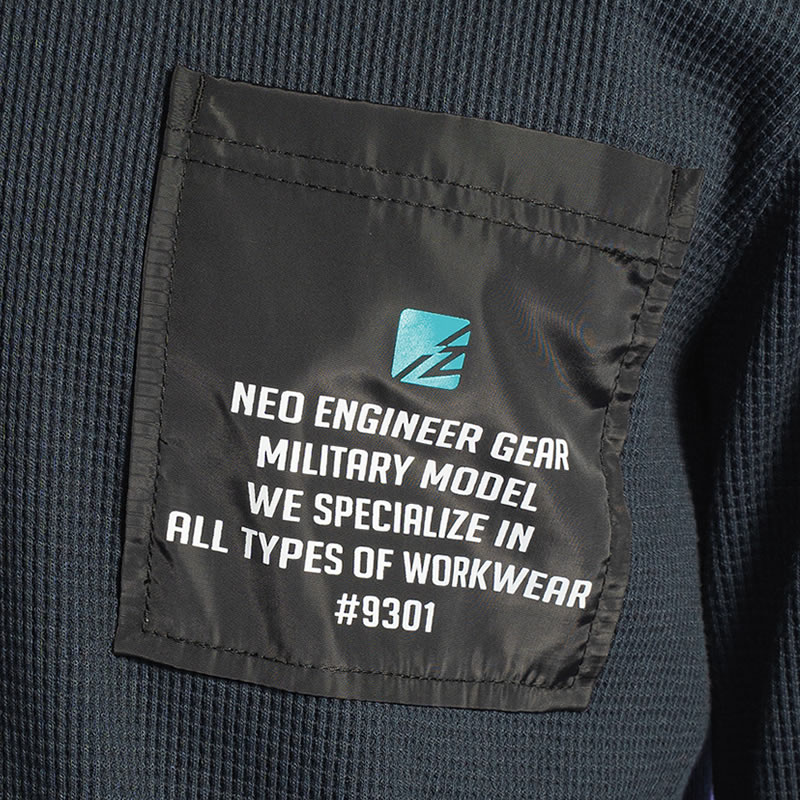 NEO ENGINEER GEAR
MILITARY MODEL
WE SPECIALIZE IN
ALL TYPES OF WORKWEAR
#9301